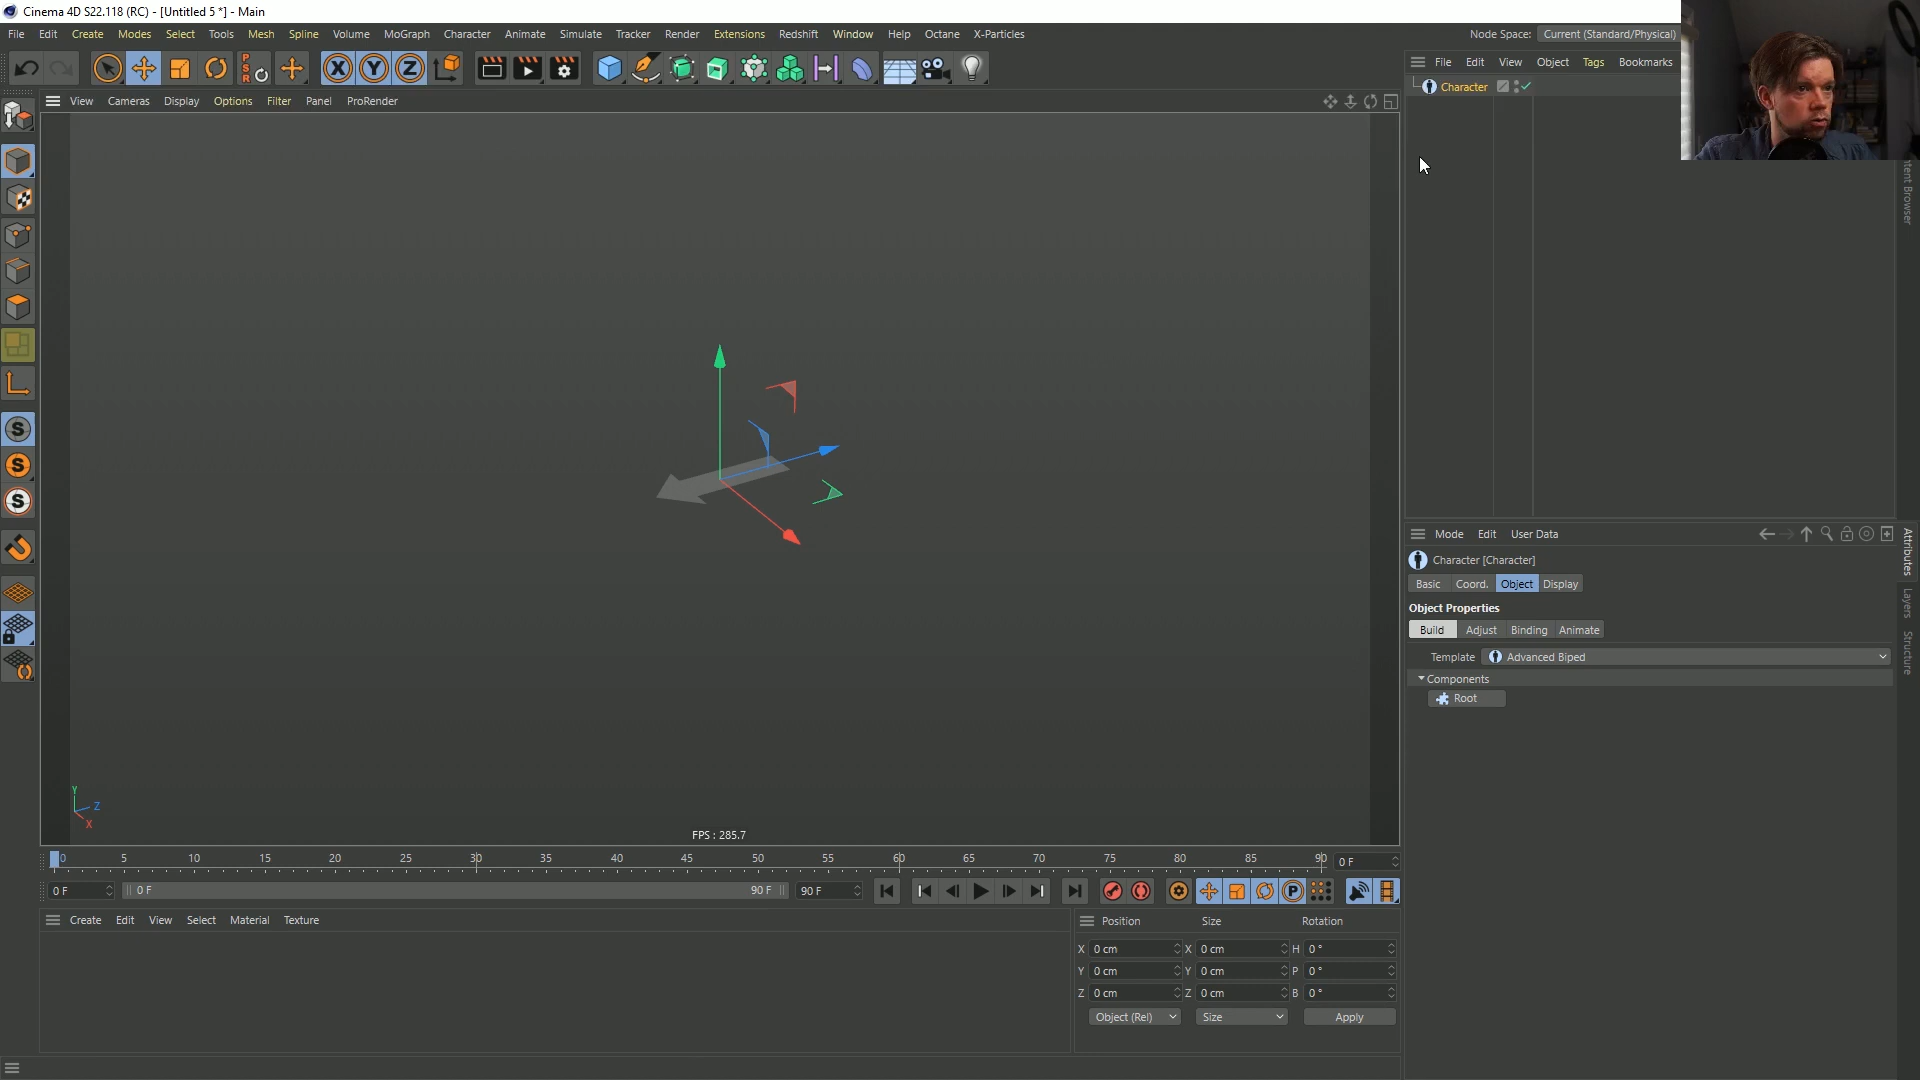 Cinema 4D S22.118 (RC) - [Untitled 5 *] - Main
File Edit Create Modes Select Tools Mesh Spline Volume MoGraph Character Animate Simulate Tracker Render Extensions Redshift Window Help Octane X-Particles
Node Space: Current (Standard/Physical)
P S R
X Y Z
File Edit View Object Tags Bookmarks
Character
View Cameras Display Options Filter Panel ProRender
S
S
S
Y
Z
X
FPS : 285.7
Mode Edit User Data
Character [Character]
Basic Coord. Object Display
Object Properties
Build Adjust Binding Animate
Template Advanced Biped
Components
Root
Attributes
Layers
Structure
0 5 10 15 20 25 30 35 40 45 50 55 60 65 70 75 80 85 90 0 F
0 F 0 F 90 F 90 F P
Create Edit View Select Material Texture
Position Size Rotation
X 0 cm X 0 cm H 0 °
Y 0 cm Y 0 cm P 0 °
Z 0 cm Z 0 cm B 0 °
Object (Rel) Size Apply